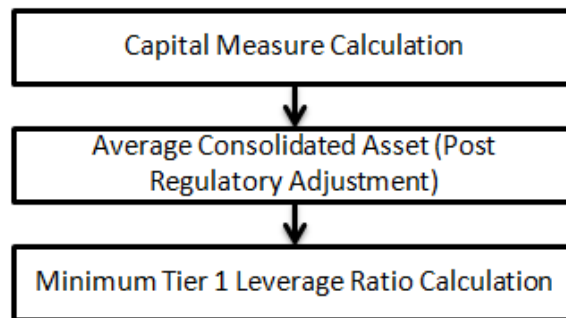 Capital Measure Calculation
Average Consolidated Asset (Post
Regulatory Adjustment)
Minimum Tier 1 Leverage Ratio Calculation